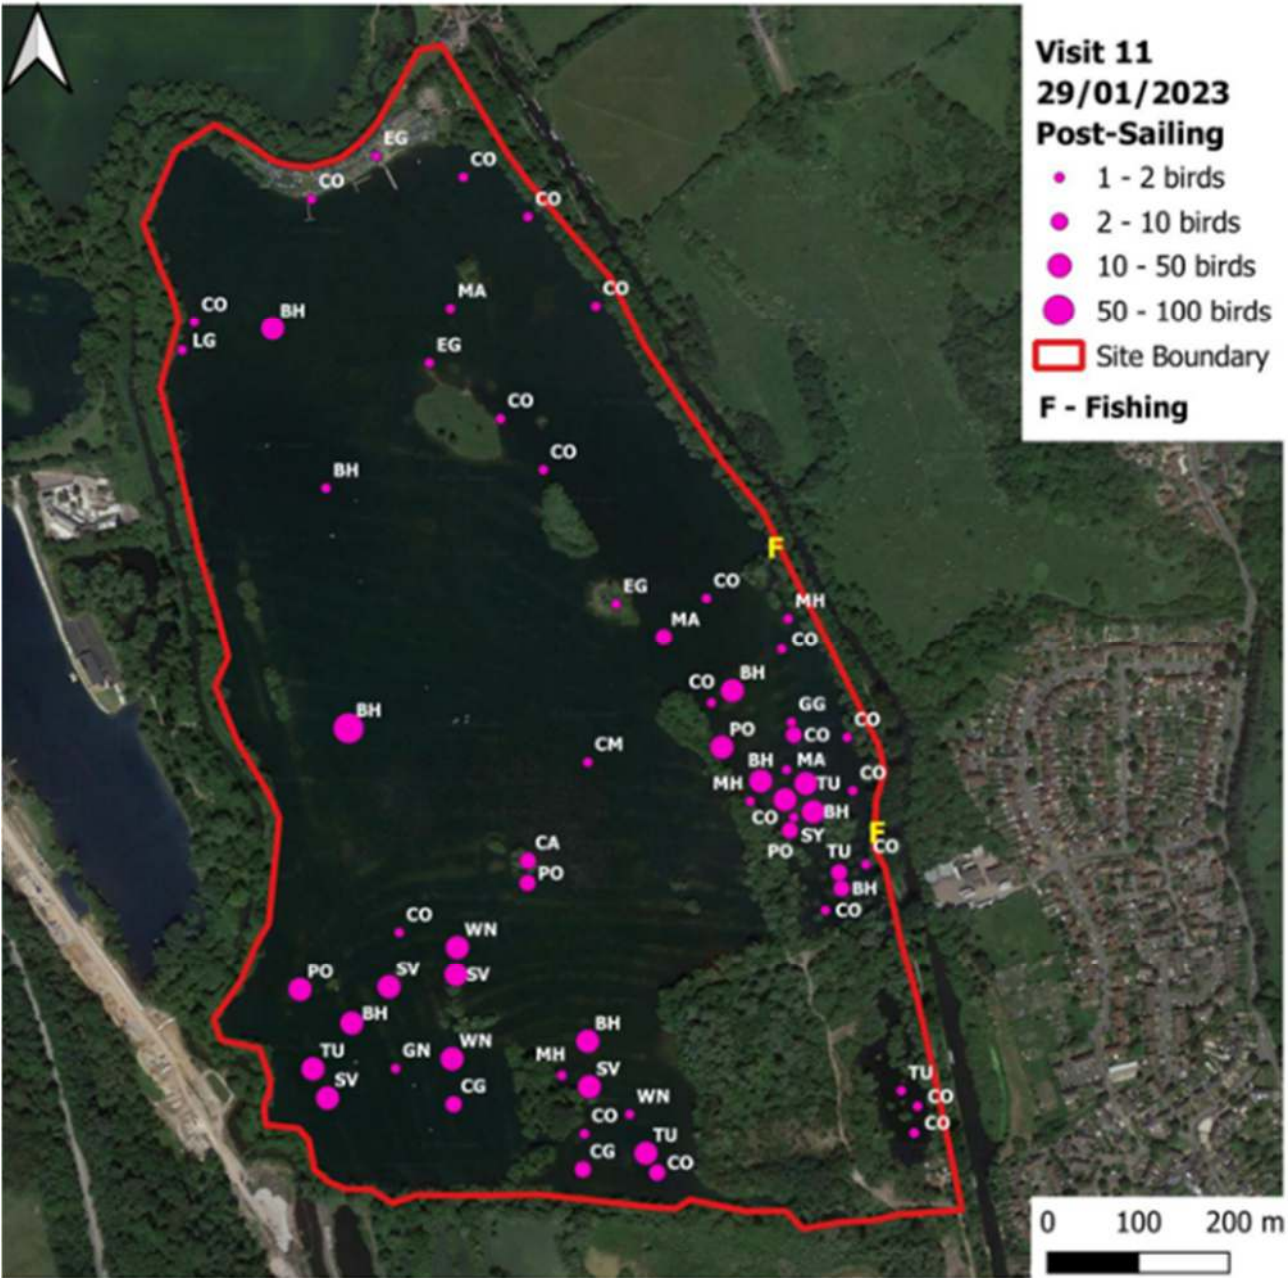 Visit 11
29/01/2023
Post-Sailing
1 - 2 birds
2 - 10 birds
10 - 50 birds
50 - 100 birds
Site Boundary
F - Fishing
EG
CO
CO
CO
MA
CO
CO
BH
LG
EG
CO
CO
BH
F
EG
CO
MH
MA
CO
CO
BH
GG
BH
CO
CO
PO
CM
BH
MA
CO
MH
TU
CO
BH
F
SY
CO
PO
TU
CA
PO
BH
CO
CO
WN
PO
SV
SV
BH
BH
TU
GN
WN
MH
SV
SV
CG
TU
WN
CO
CO
CO
TU
CG
CO
0 100 200 m